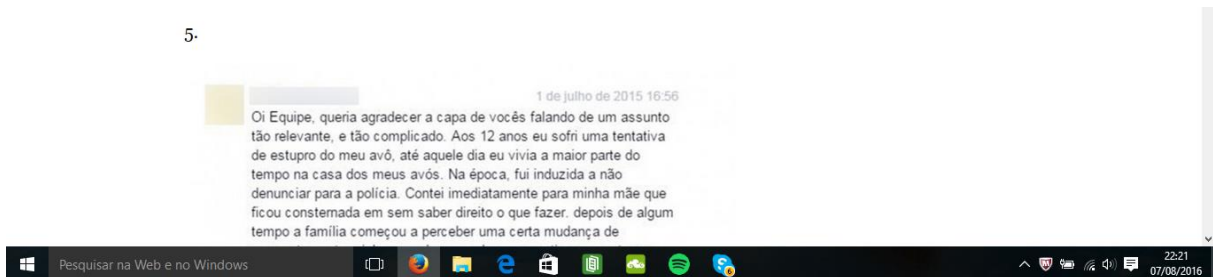 5.
1 de julho de 2015 16:56
Oi Equipe, queria agradecer a capa de vocês falando de um assunto
tão relevante, e tão complicado. Aos 12 anos eu sofri uma tentativa
de estupro do meu avô, até aquele dia eu vivia a maior parte do
tempo na casa dos meus avós. Na época, fui induzida a não
denunciar para a polícia. Contei imediatamente para minha mãe que
ficou consternada em sem saber direito o que fazer. depois de algum
tempo a família começou a perceber uma certa mudança de
Pesquisar na Web e no Windows
6
22:21
07/08/2016